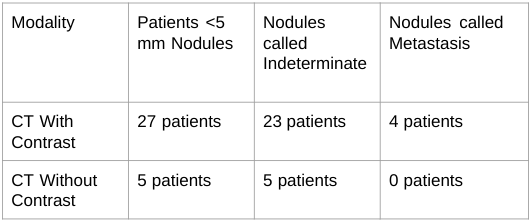 Modality
Patients <5
mm Nodules
Nodules
called
Indeterminate
Nodules called
Metastasis
CT With
Contrast
27 patients
23 patients
4 patients
CT Without
Contrast
5 patients
5 patients
0 patients